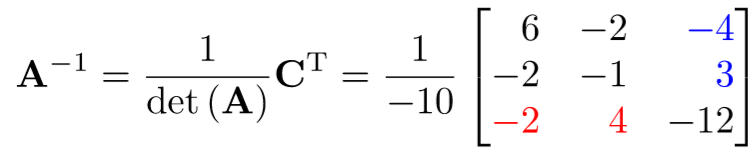 A⁻¹ = 1/det (A) Cᵀ = 1/−10 [6 −2 −4
−2 −1 3
−2 4 −12]